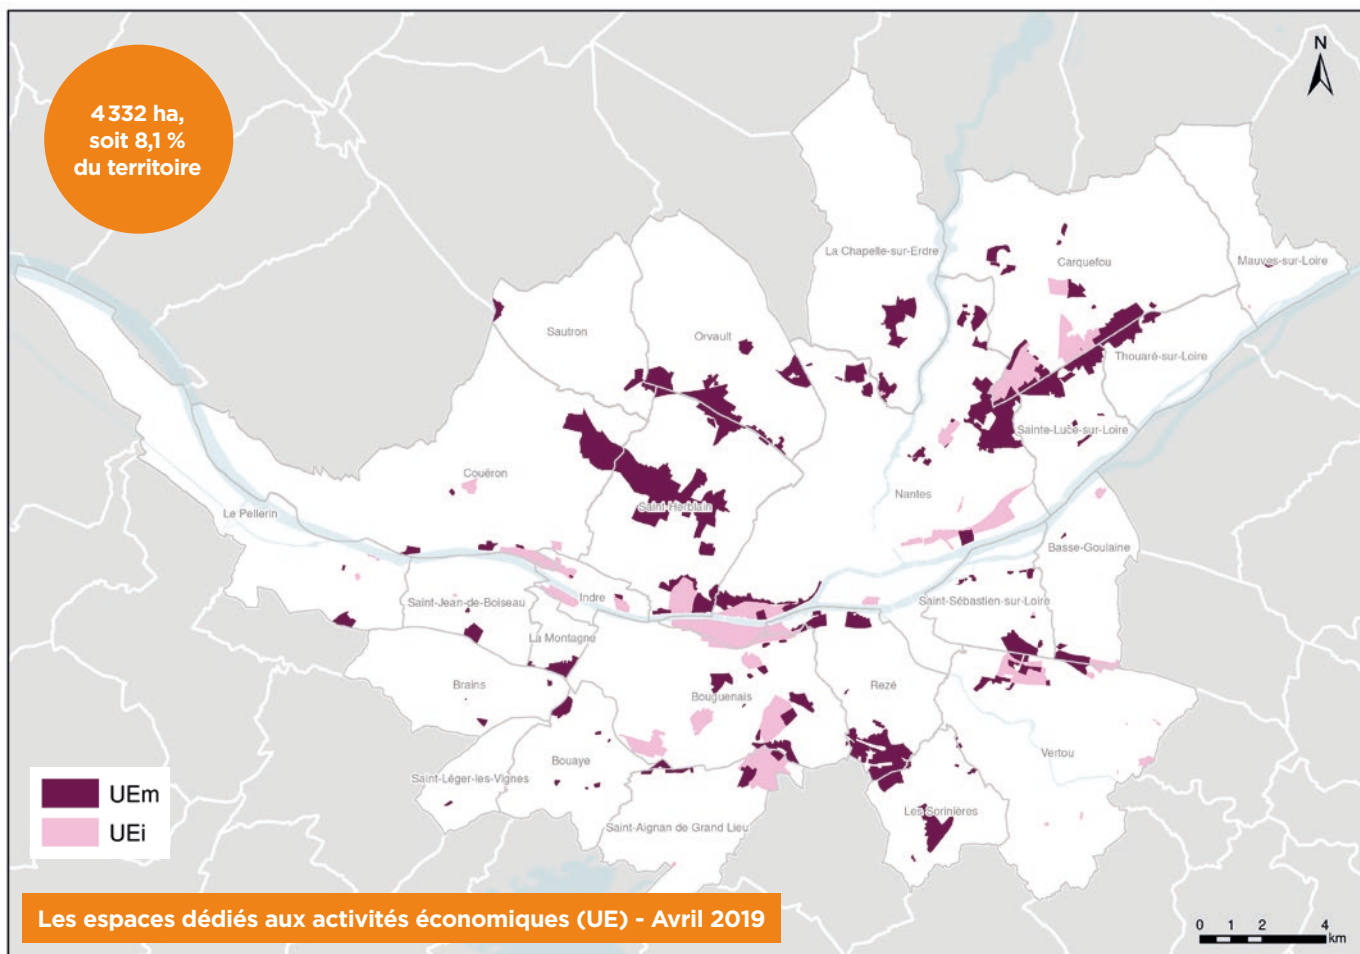 4 332 ha,
soit 8,1 %
du territoire
N
La Chapelle-sur-Erdre
Carquefou
Mauves-sur-Loire
Sautron
Orvault
Thouaré-sur-Loire
Sainte-Luce-sur-Loire
Couëron
Nantes
Saint-Herblain
Le Pellerin
Basse-Goulaine
Saint-Jean-de-Boiseau
Indre
Saint-Sébastien-sur-Loire
La Montagne
Brains
Bouguenais
Rezé
Vertou
Bouaye
Saint-Léger-les-Vignes
Les Sorinières
Saint-Aignan de Grand Lieu
UEm
UEi
Les espaces dédiés aux activités économiques (UE) - Avril 2019
0 1 2 4
km